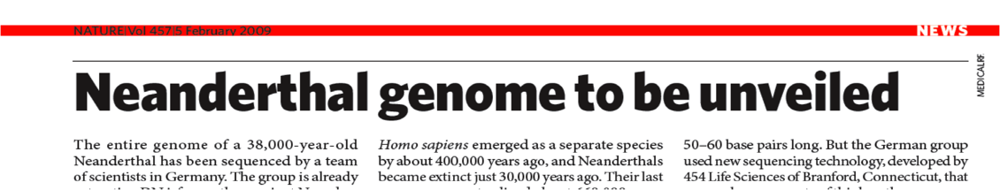 NATURE|Vol 457|5 February 2009
NEWS
MEDICALRF
Neanderthal genome to be unveiled
The entire genome of a 38,000-year-old
Neanderthal has been sequenced by a team
of scientists in Germany. The group is already
Homo sapiens emerged as a separate species
by about 400,000 years ago, and Neanderthals
became extinct just 30,000 years ago. Their last
50–60 base pairs long. But the German group
used new sequencing technology, developed by
454 Life Sciences of Branford, Connecticut, that